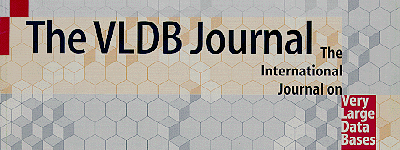 The VLDB Journal The
International
Journal on
Very
Large
Data
Bases